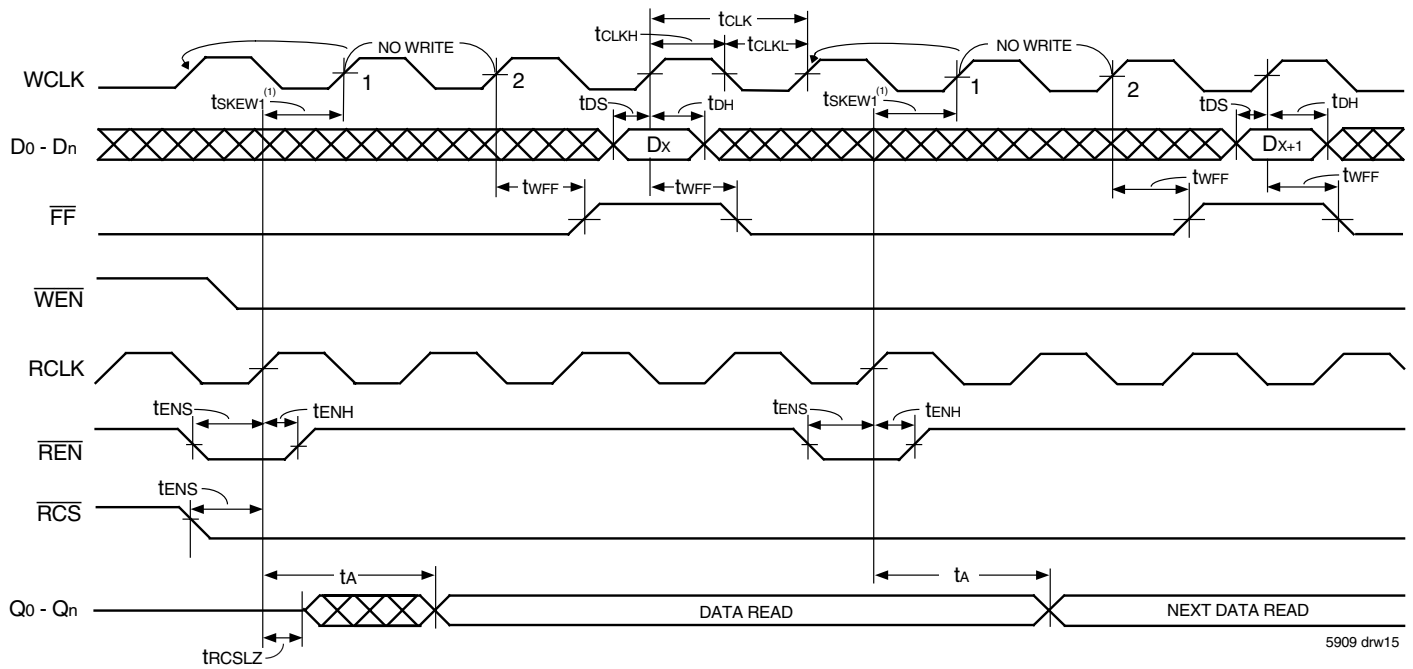 tCLK
tCLKH
tCLKL
NO WRITE
NO WRITE
WCLK
1
2
1
2
tSKEW1(1)
tDS
tDH
tSKEW1(1)
tDS
tDH
D0 - Dn
DX
DX+1
tWFF
tWFF
tWFF
tWFF
FF
WEN
RCLK
tENS
tENH
tENS
tENH
REN
tENS
RCS
tA
tA
Q0 - Qn
DATA READ
NEXT DATA READ
tRCSLZ
5909 drw15